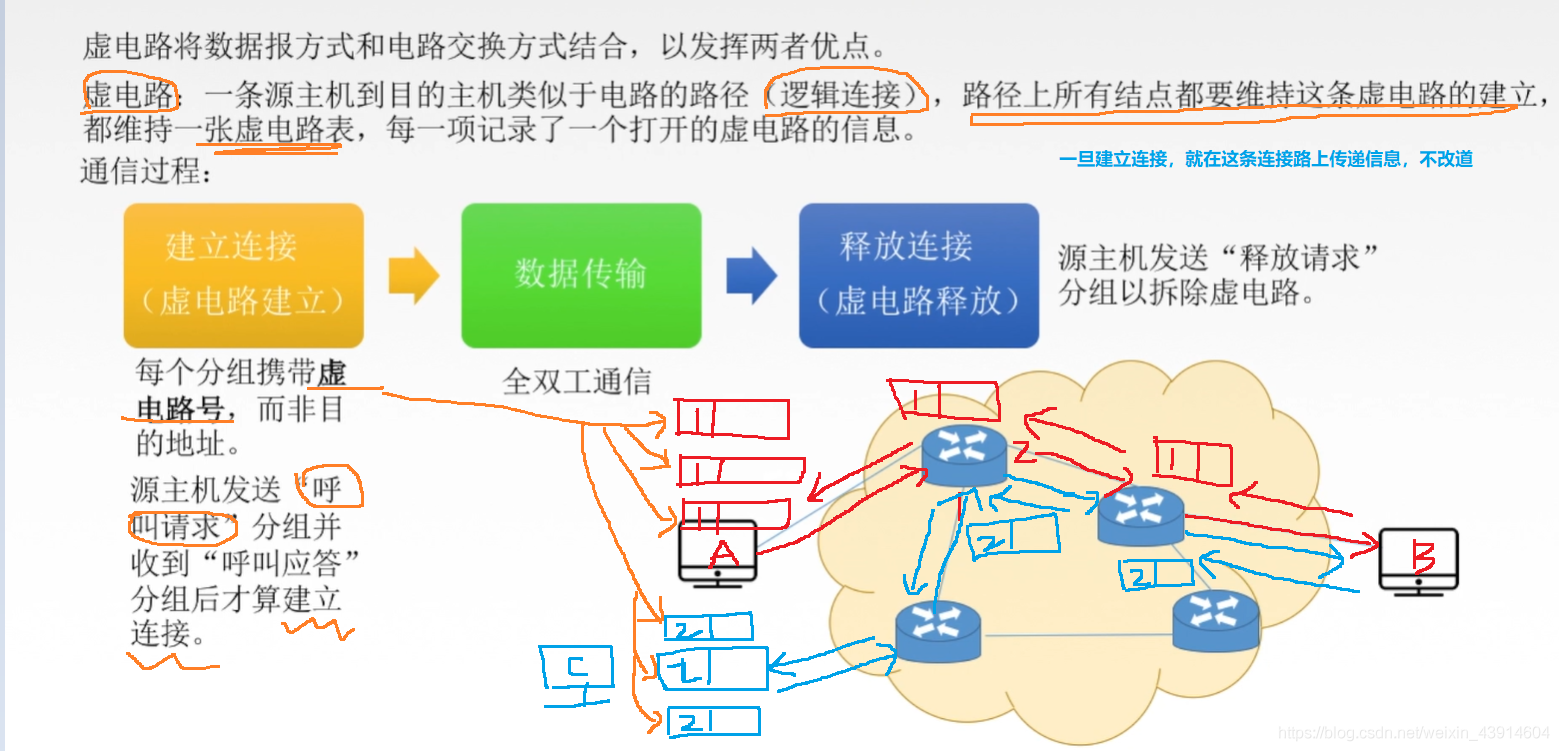 虚电路将数据报方式和电路交换方式结合，以发挥两者优点。
虚电路：一条源主机到目的主机类似于电路的路径（逻辑连接），路径上所有结点都要维持这条虚电路的建立，
都维持一张虚电路表，每一项记录了一个打开的虚电路的信息。
一旦建立连接，就在这条连接路上传递信息，不改道
通信过程：
建立连接
（虚电路建立）
数据传输
释放连接
（虚电路释放）
源主机发送“释放请求”
分组以拆除虚电路。
每个分组携带虚
电路号，而非目
的地址。
全双工通信
源主机发送“呼
叫请求”分组并
收到“呼叫应答”
分组后才算建立
连接。
1
1
1
1
1
2
A
B
2
2
2
2
C
https://blog.csdn.net/weixin_43914604